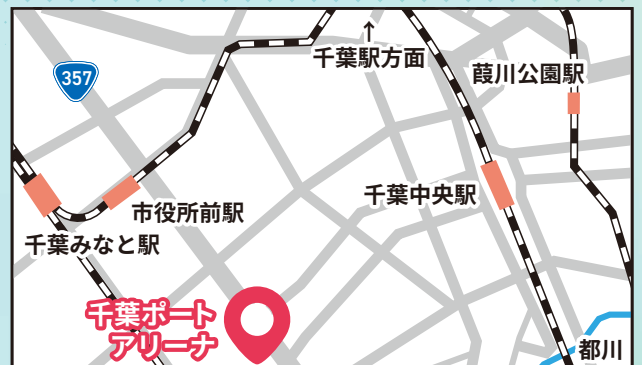 ↑
千葉駅方面
357
葭川公園駅
千葉中央駅
市役所前駅
千葉みなと駅
千葉ポート
アリーナ
都川